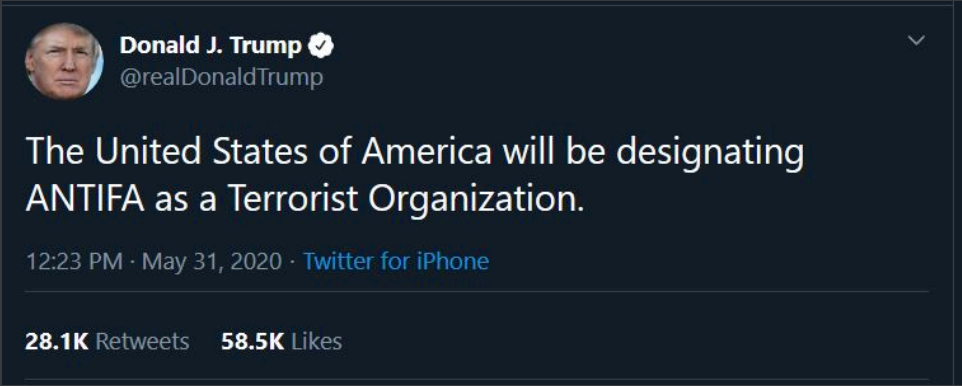 Donald J. Trump
@realDonaldTrump
The United States of America will be designating
ANTIFA as a Terrorist Organization.
12:23 PM · May 31, 2020 · Twitter for iPhone
28.1K Retweets 58.5K Likes